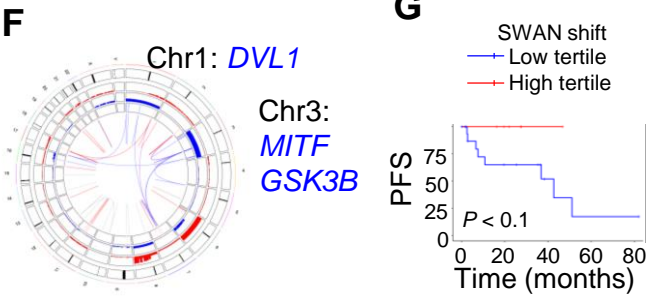 F
Chr1: DVL1
Chr3:
MITF
GSK3B
G
SWAN shift
Low tertile
High tertile
PFS
75
50
25
0
P < 0.1
0 20 40 60 80
Time (months)